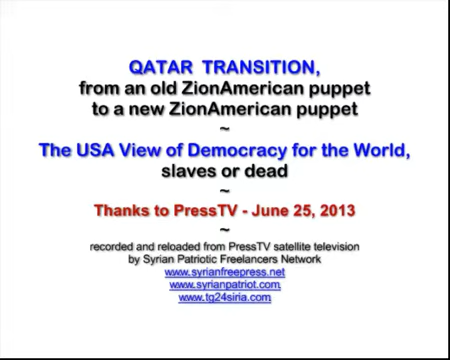 QATAR TRANSITION,
from an old ZionAmerican puppet
to a new ZionAmerican puppet
~
The USA View of Democracy for the World,
slaves or dead
~
Thanks to PressTV - June 25, 2013
~
recorded and reloaded from PressTV satellite television
by Syrian Patriotic Freelancers Network
www.syrianfreepress.net
www.syrianpatriot.com
www.tg24siria.com